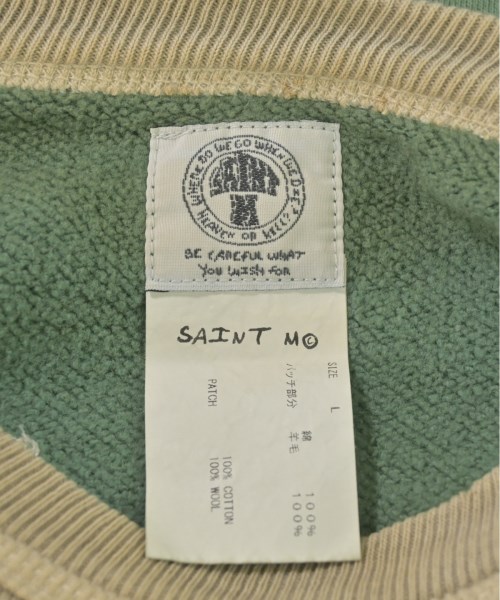 WHERE DO WE GO WHEN WE DIE?
HEAVEN OR HELL?
SAINT
M
BE CAREFUL WHAT
YOU WISH FOR
SAINT M©
SIZE L
綿 100%
パッチ部分 羊毛 100%
100% COTTON
PATCH 100% WOOL